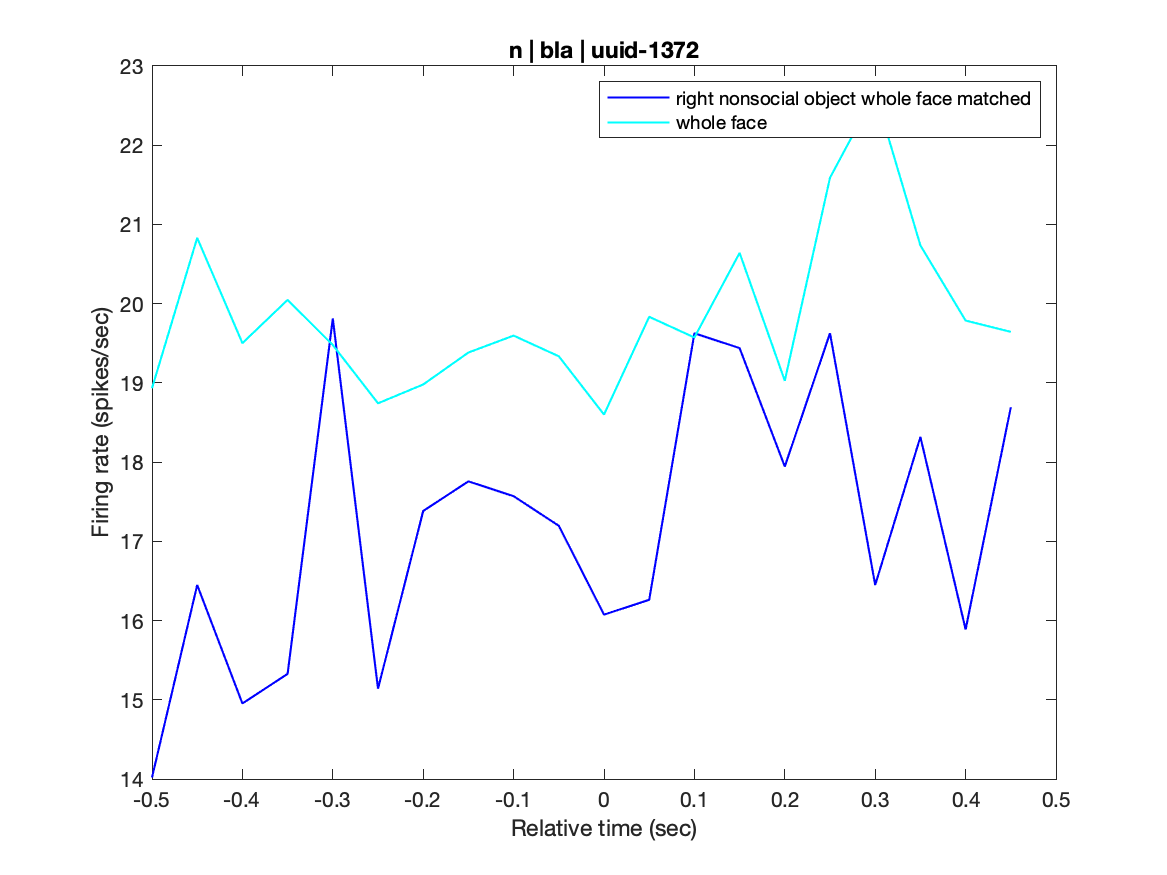 n | bla | uuid-1372
right nonsocial object whole face matched
whole face
23
22
21
20
19
18
17
16
15
14
Firing rate (spikes/sec)
-0.5 -0.4 -0.3 -0.2 -0.1 0 0.1 0.2 0.3 0.4 0.5
Relative time (sec)